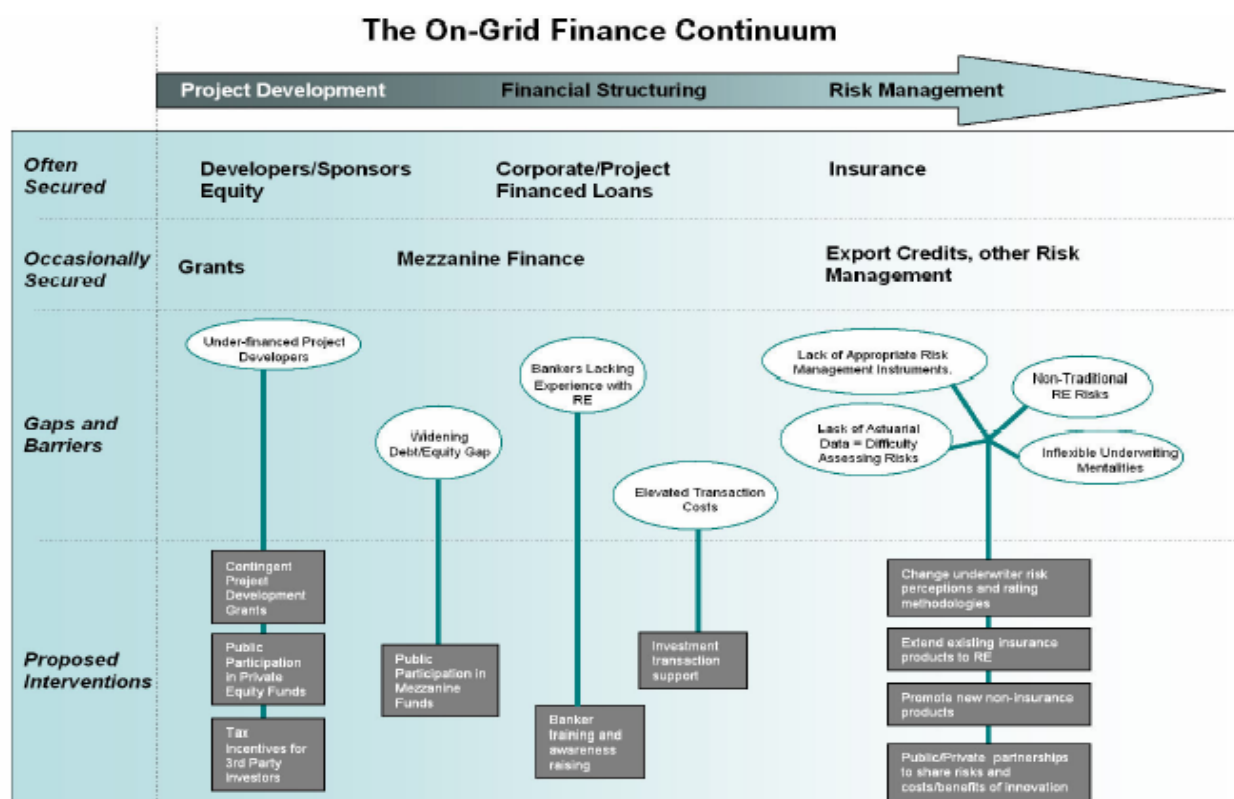 The On-Grid Finance Continuum
Project Development
Financial Structuring
Risk Management
Often
Secured
Developers/Sponsors
Equity
Corporate/Project
Financed Loans
Insurance
Occasionally
Secured
Grants
Mezzanine Finance
Export Credits, other Risk
Management
Gaps and
Barriers
Under-financed Project
Developers
Widening
Debt/Equity Gap
Bankers Lacking
Experience with
RE
Elevated Transaction
Costs
Lack of Appropriate Risk
Management Instruments.
Non-Traditional
RE Risks
Lack of Actuarial
Data = Difficulty
Assessing Risks
Inflexible Underwriting
Mentalities
Proposed
Interventions
Contingent
Project
Development
Grants
Public
Participation
in Private
Equity Funds
Tax
Incentives for
3rd Party
Investors
Public
Participation in
Mezzanine
Funds
Banker
training and
awareness
raising
Investment
transaction
support
Change underwriter risk
perceptions and rating
methodologies
Extend existing insurance
products to RE
Promote new non-insurance
products
Public/Private partnerships
to share risks and
costs/benefits of innovation